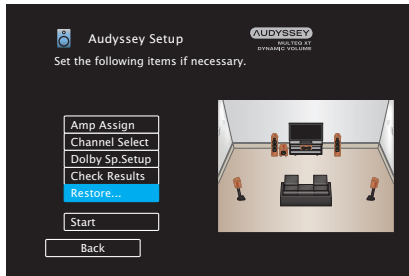 Audyssey Setup
AUDYSSEY
MULTEQ XT
DYNAMIC VOLUME
Set the following items if necessary.
Amp Assign
Channel Select
Dolby Sp.Setup
Check Results
Restore...
Start
Back